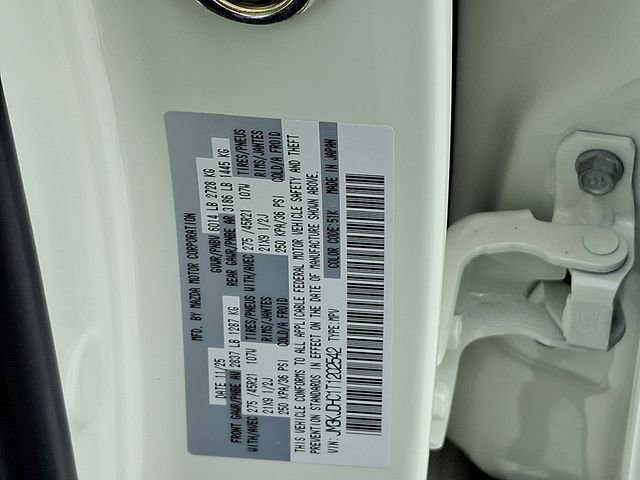 MFD. BY MAZDA MOTOR CORPORATION
DATE 11/25 GVWR/PNBV 6014 LB 2728 KG
FRONT GAWR/PNBE AV 2837 LB 1287 KG REAR GAWR/PNBE AR 3186 LB 1445 KG
WITH/AVEC 275 /45R21 107W TIRES/PNEUS WITH/AVEC 275 /45R21 107W TIRES/PNEUS
21X9 1/2J RIMS/JANTES 21X9 1/2J RIMS/JANTES
250 KPA/36 PSI COLD/A FROID 250 KPA/36 PSI COLD/A FROID
THIS VEHICLE CONFORMS TO ALL APPLICABLE FEDERAL MOTOR VEHICLE SAFETY AND THEFT
PREVENTION STANDARDS IN EFFECT ON THE DATE OF MANUFACTURE SHOWN ABOVE.
VIN: JM3KJDHC1T1202542 TYPE:MPV COLOR CODE:51K MADE IN JAPAN